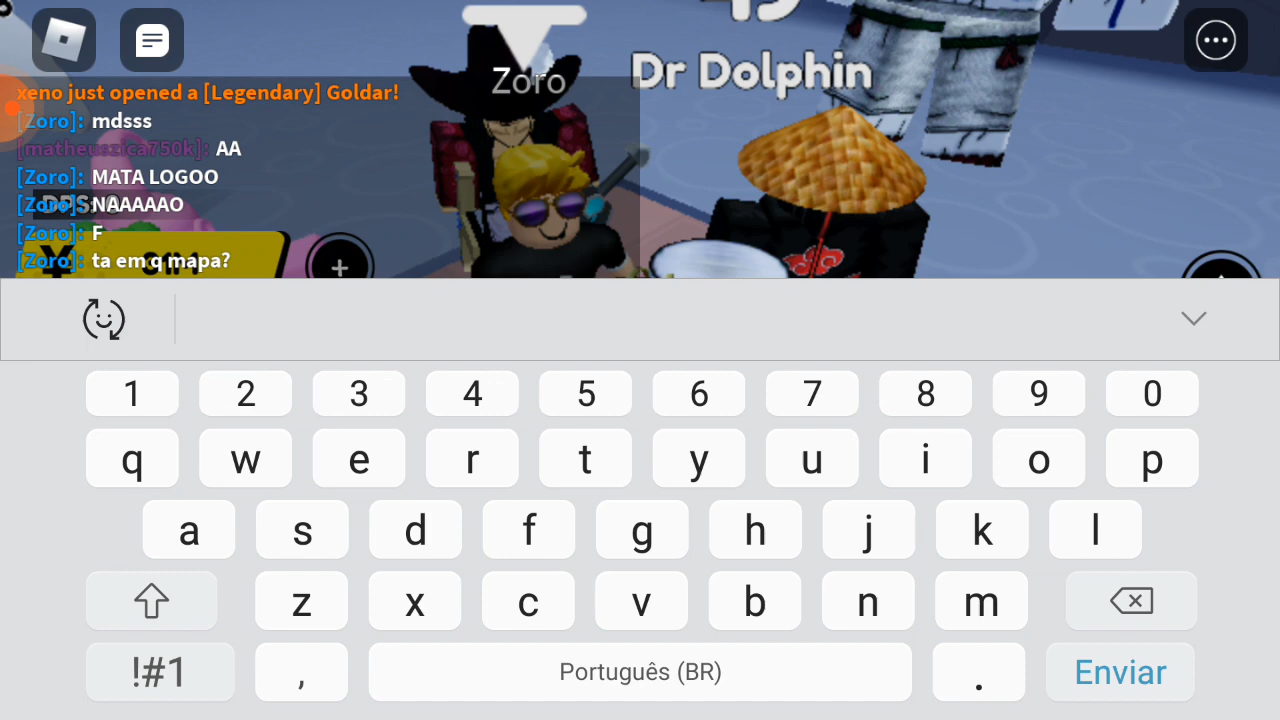 Zoro
Dr Dolphin
xeno just opened a [Legendary] Goldar!
[Zoro]: mdsss
[matheuszica750k]: AA
[Zoro]: MATA LOGOO
[Zoro]: NAAAAAO
[Zoro]: F
[Zoro]: ta em q mapa?
+
1 2 3 4 5 6 7 8 9 0
q w e r t y u i o p
a s d f g h j k l
z x c v b n m
!#1 , Português (BR) . Enviar